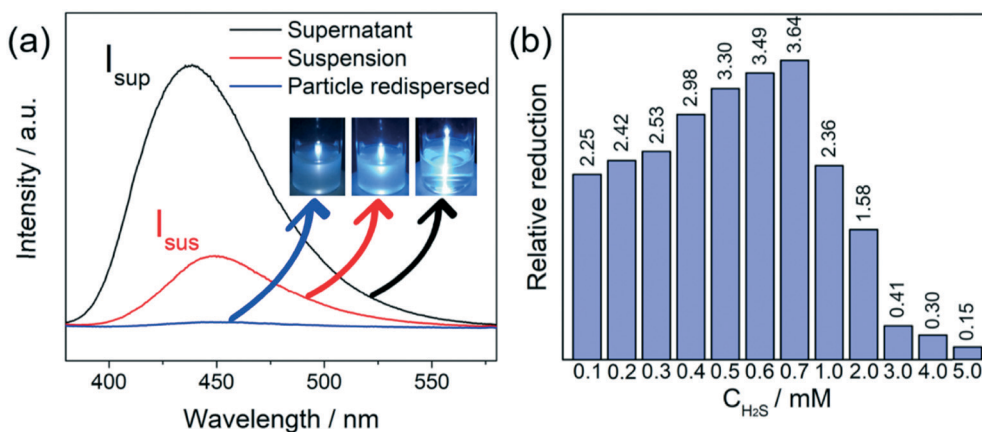 (a)
I sup
Supernatant
Suspension
Particle redispersed
I sus
Intensity / a.u.
400 450 500 550
Wavelength / nm
(b)
Relative reduction
2.25 2.42 2.53 2.98 3.30 3.49 3.64 2.36 1.58 0.41 0.30 0.15
0.1 0.2 0.3 0.4 0.5 0.6 0.7 1.0 2.0 3.0 4.0 5.0
C H2S / mM